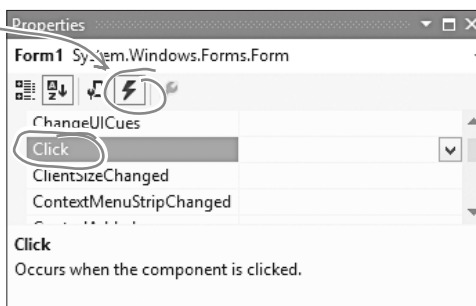 Properties
Form1 System.Windows.Forms.Form
ChangeUICues
Click
ClientSizeChanged
ContextMenuStripChanged
Click
Occurs when the component is clicked.